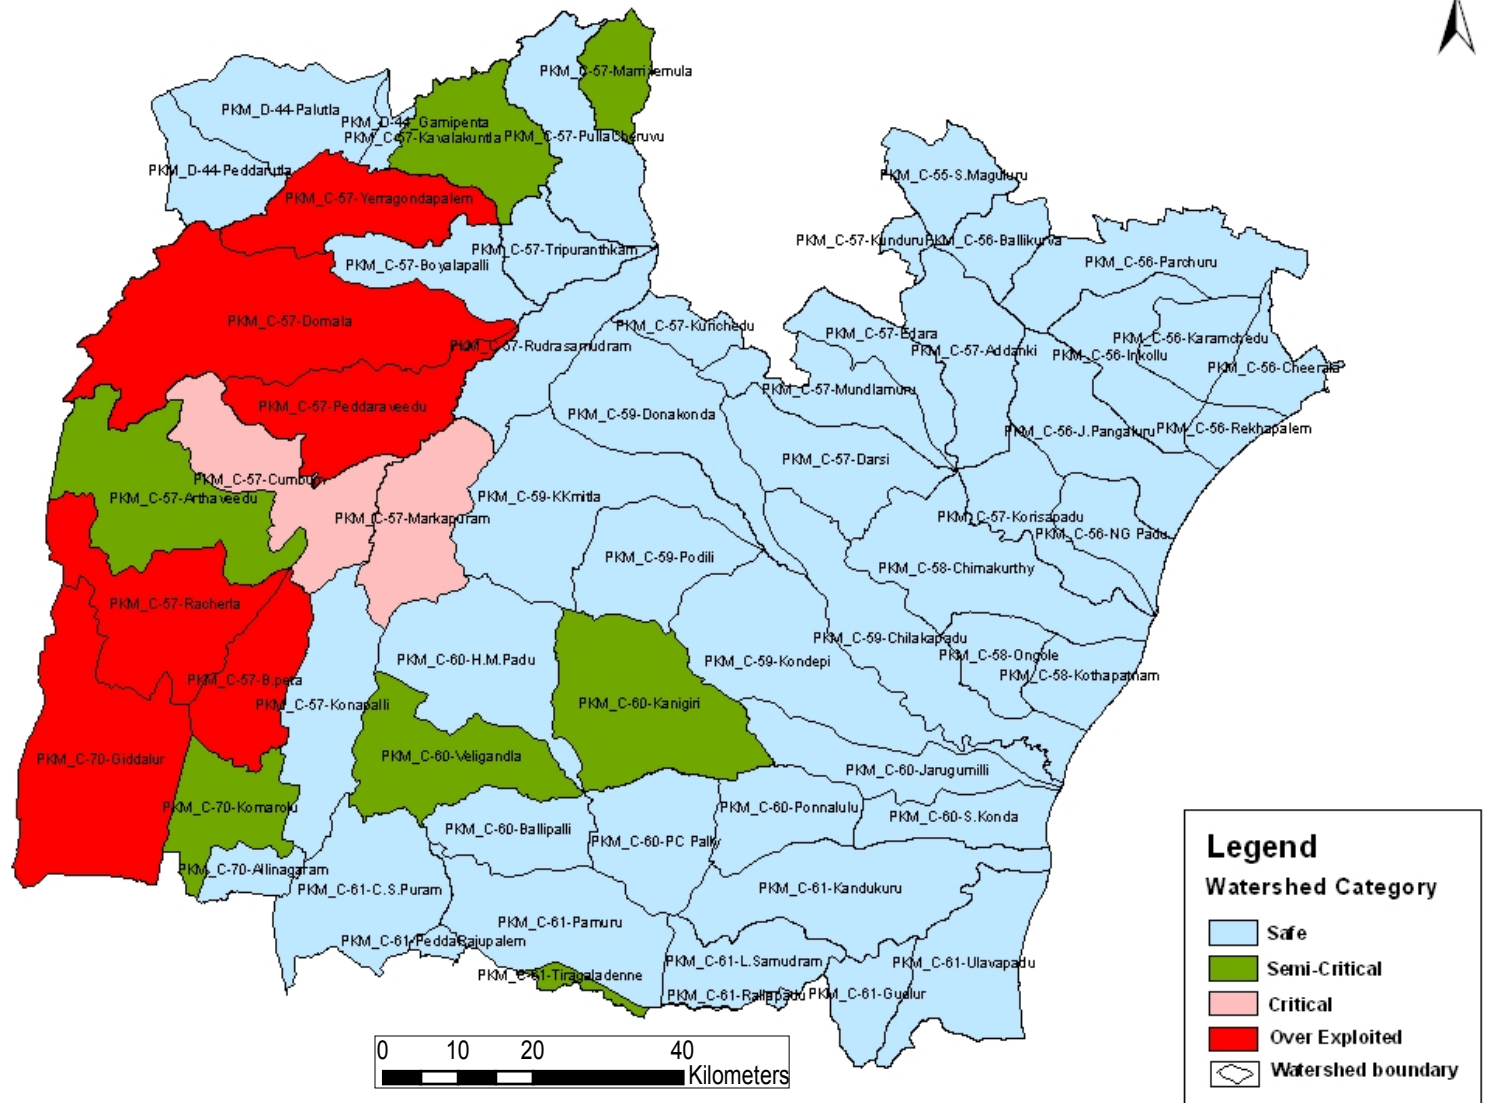 PKM_C-57-Marrivemula
PKM_D-44-Palutla
PKM_D-44_Gamipenta
PKM_C-57-Kavalakuntla
PKM_C-57-PullaCheruvu
PKM_D-44-Peddarutla
PKM_C-55-S.Maguluru
PKM_C-57-Yerragondapalem
PKM_C-57-Kunduru
PKM_C-56-Ballikurva
PKM_C-57-Tripuranthkam
PKM_C-57-Boyalapalli
PKM_C-56-Parchuru
PKM_C-57-Dornala
PKM_C-57-Kurichedu
PKM_C-57-Edara
PKM_C-57-Rudrasamudram
PKM_C-57-Addanki
PKM_C-56-Karamchedu
PKM_C-56-Inkollu
PKM_C-56-Cheerala
PKM_C-57-Mundlamuru
PKM_C-57-Peddaraveedu
PKM_C-59-Donakonda
PKM_C-56-J.Pangaluru
PKM_C-56-Rekhapalem
PKM_C-57-Darsi
PKM_C-57-Cumbum
PKM_C-57-Arthaveedu
PKM_C-59-KKmitla
PKM_C-57-Markapuram
PKM_C-57-Korisapadu
PKM_C-56-NG Padu
PKM_C-59-Podili
PKM_C-58-Chimakurthy
PKM_C-57-Racherla
PKM_C-59-Chilakapadu
PKM_C-60-H.M.Padu
PKM_C-59-Kondepi
PKM_C-58-Ongole
PKM_C-58-Kothapatnam
PKM_C-57-B.peta
PKM_C-57-Konapalli
PKM_C-60-Kanigiri
PKM_C-70-Giddalur
PKM_C-60-Veligandla
PKM_C-60-Jarugumilli
PKM_C-70-Komarolu
PKM_C-60-Ponnalulu
PKM_C-60-S.Konda
PKM_C-60-Ballipalli
PKM_C-60-PC Pally
PKM_C-70-Allinagaram
PKM_C-61-C.S.Puram
PKM_C-61-Kandukuru
PKM_C-61-Pamuru
PKM_C-61-PeddaRajupalem
PKM_C-61-Tiragaladenne
PKM_C-61-L.Samudram
PKM_C-61-Ulavapadu
PKM_C-61-Rallapadu
PKM_C-61-Gudlur
0 10 20 40
Kilometers
Legend
Watershed Category
Safe
Semi-Critical
Critical
Over Exploited
Watershed boundary